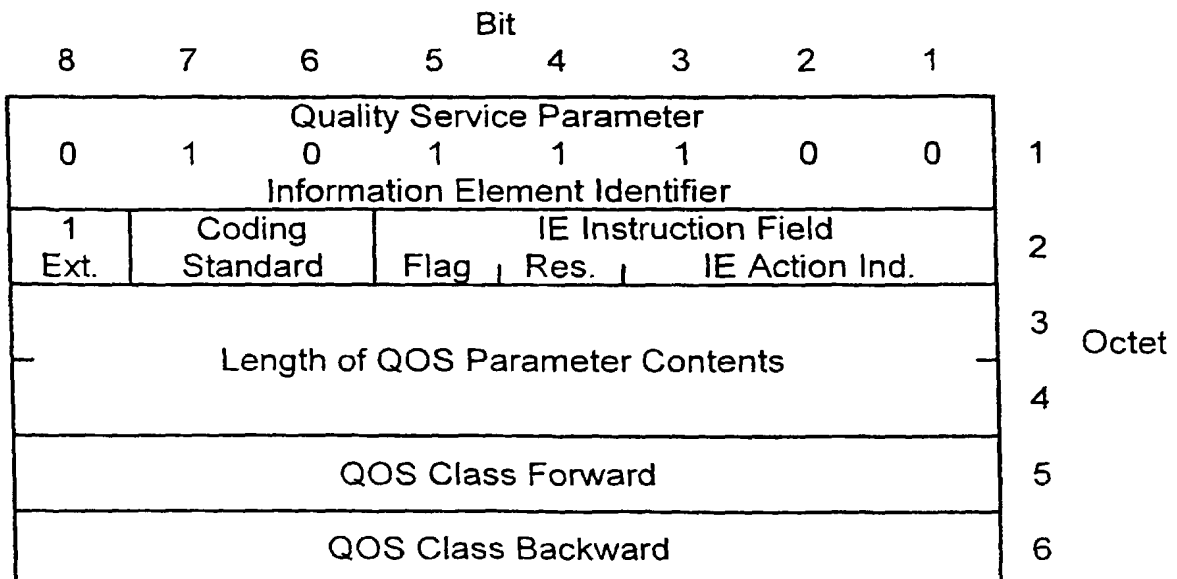 Bit
8 7 6 5 4 3 2 1
Quality Service Parameter
0 1 0 1 1 1 0 0 1
Information Element Identifier
1 Coding IE Instruction Field 2
Ext. Standard Flag Res. IE Action Ind.
3
Length of QOS Parameter Contents Octet
4
QOS Class Forward 5
QOS Class Backward 6